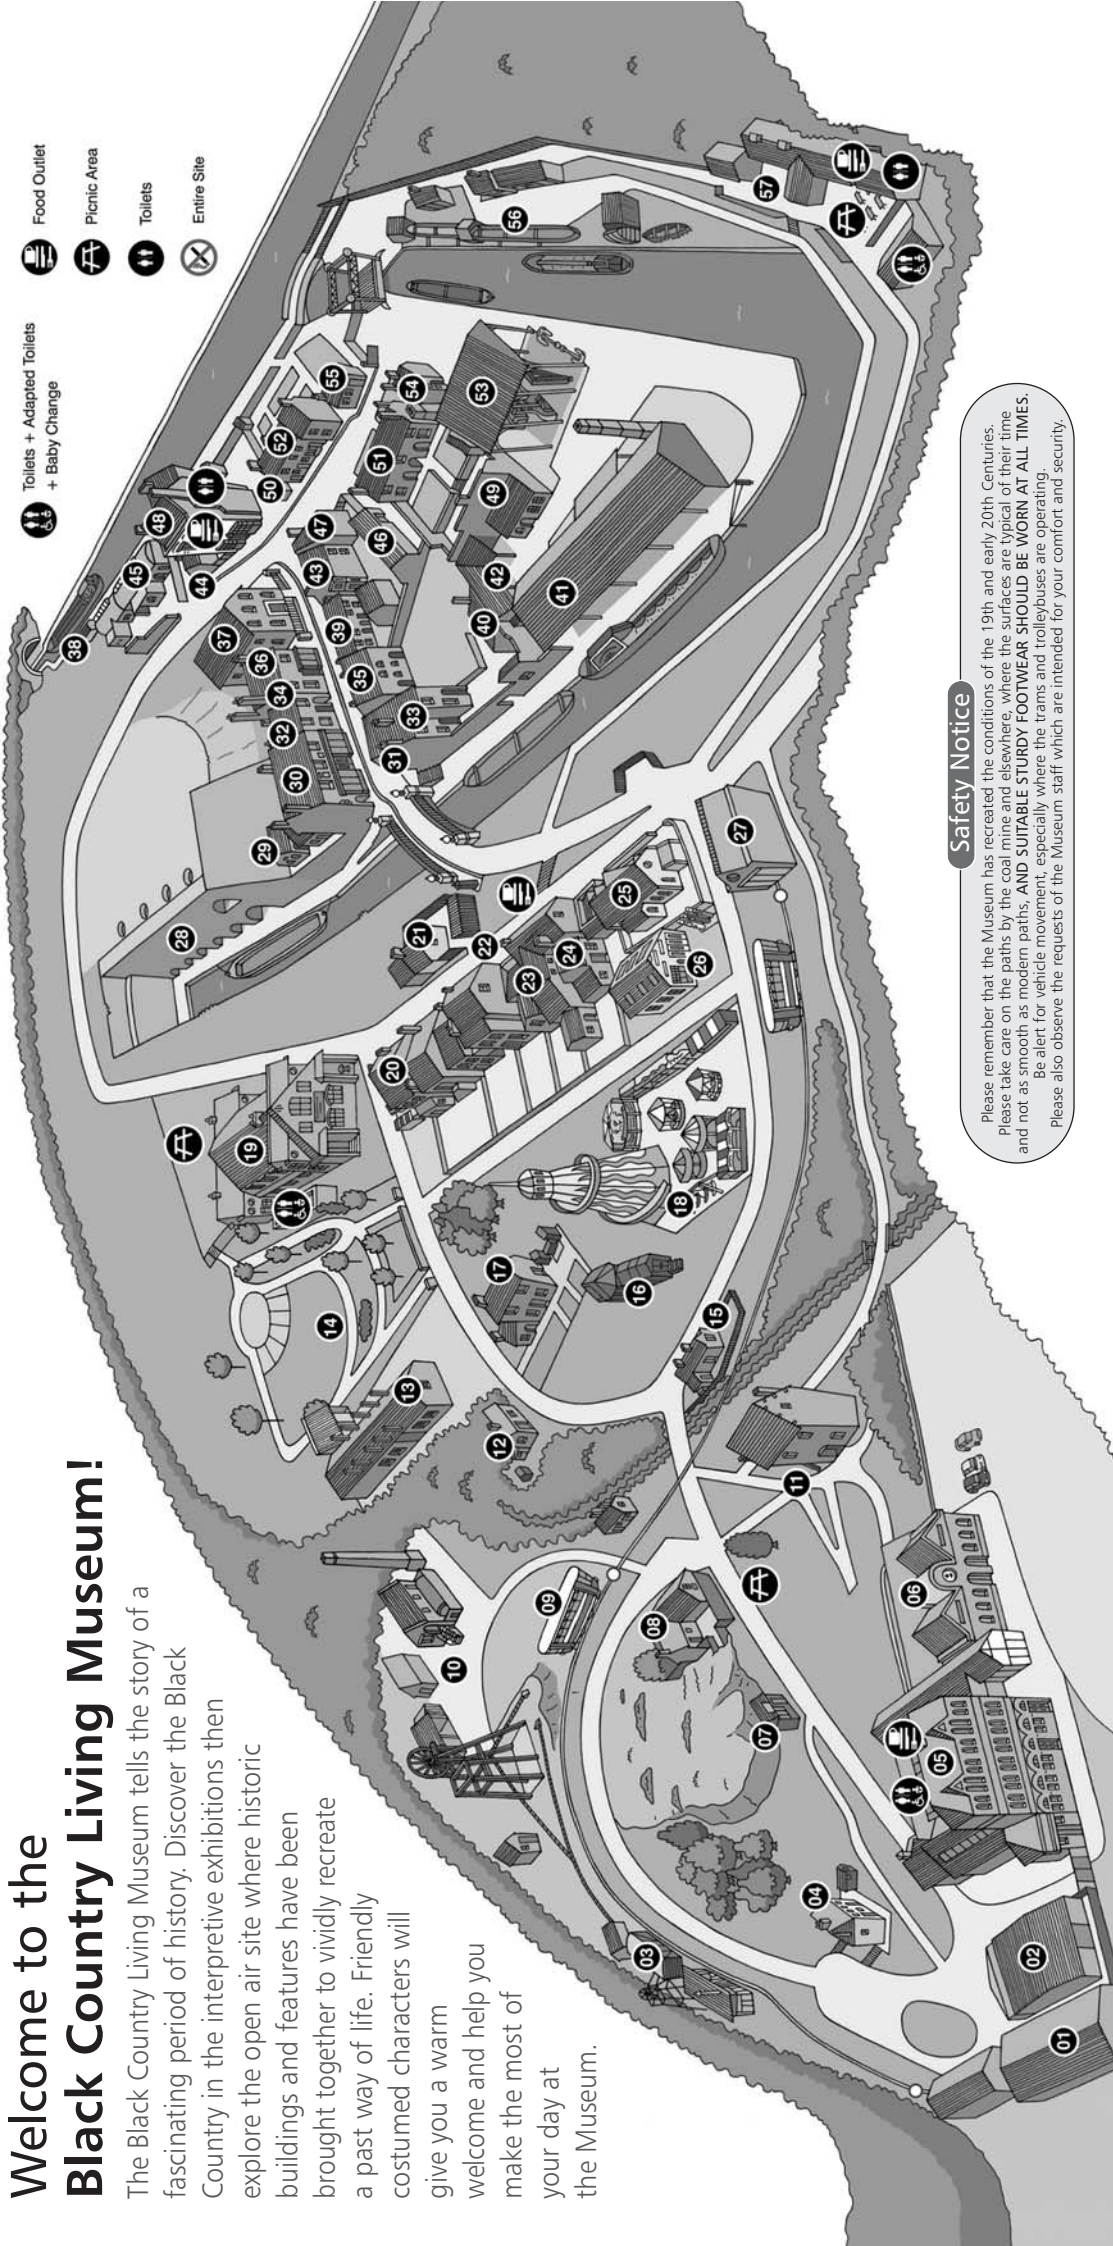 Welcome to the
Black Country Living Museum!
The Black Country Living Museum tells the story of a
fascinating period of history. Discover the Black
Country in the interpretive exhibitions then
explore the open air site where historic
buildings and features have been
brought together to vividly recreate
a past way of life. Friendly
costumed characters will
give you a warm
welcome and help you
make the most of
your day at
the Museum.
Toilets + Adapted Toilets
+ Baby Change
Food Outlet
Picnic Area
Toilets
Entire Site
01
02
03
04
05
06
07
08
09
10
11
12
13
14
15
16
17
18
19
20
21
22
23
24
25
26
27
28
29
30
31
32
33
34
35
36
37
38
39
40
41
42
43
44
45
46
47
48
49
50
51
52
53
54
55
56
57
Safety Notice
Please remember that the Museum has recreated the conditions of the 19th and early 20th Centuries.
Please take care on the paths by the coal mine and elsewhere, where the surfaces are typical of their time
and not as smooth as modern paths, AND SUITABLE STURDY FOOTWEAR SHOULD BE WORN AT ALL TIMES.
Be alert for vehicle movement, especially where the trams and trolleybuses are operating.
Please also observe the requests of the Museum staff which are intended for your comfort and security.